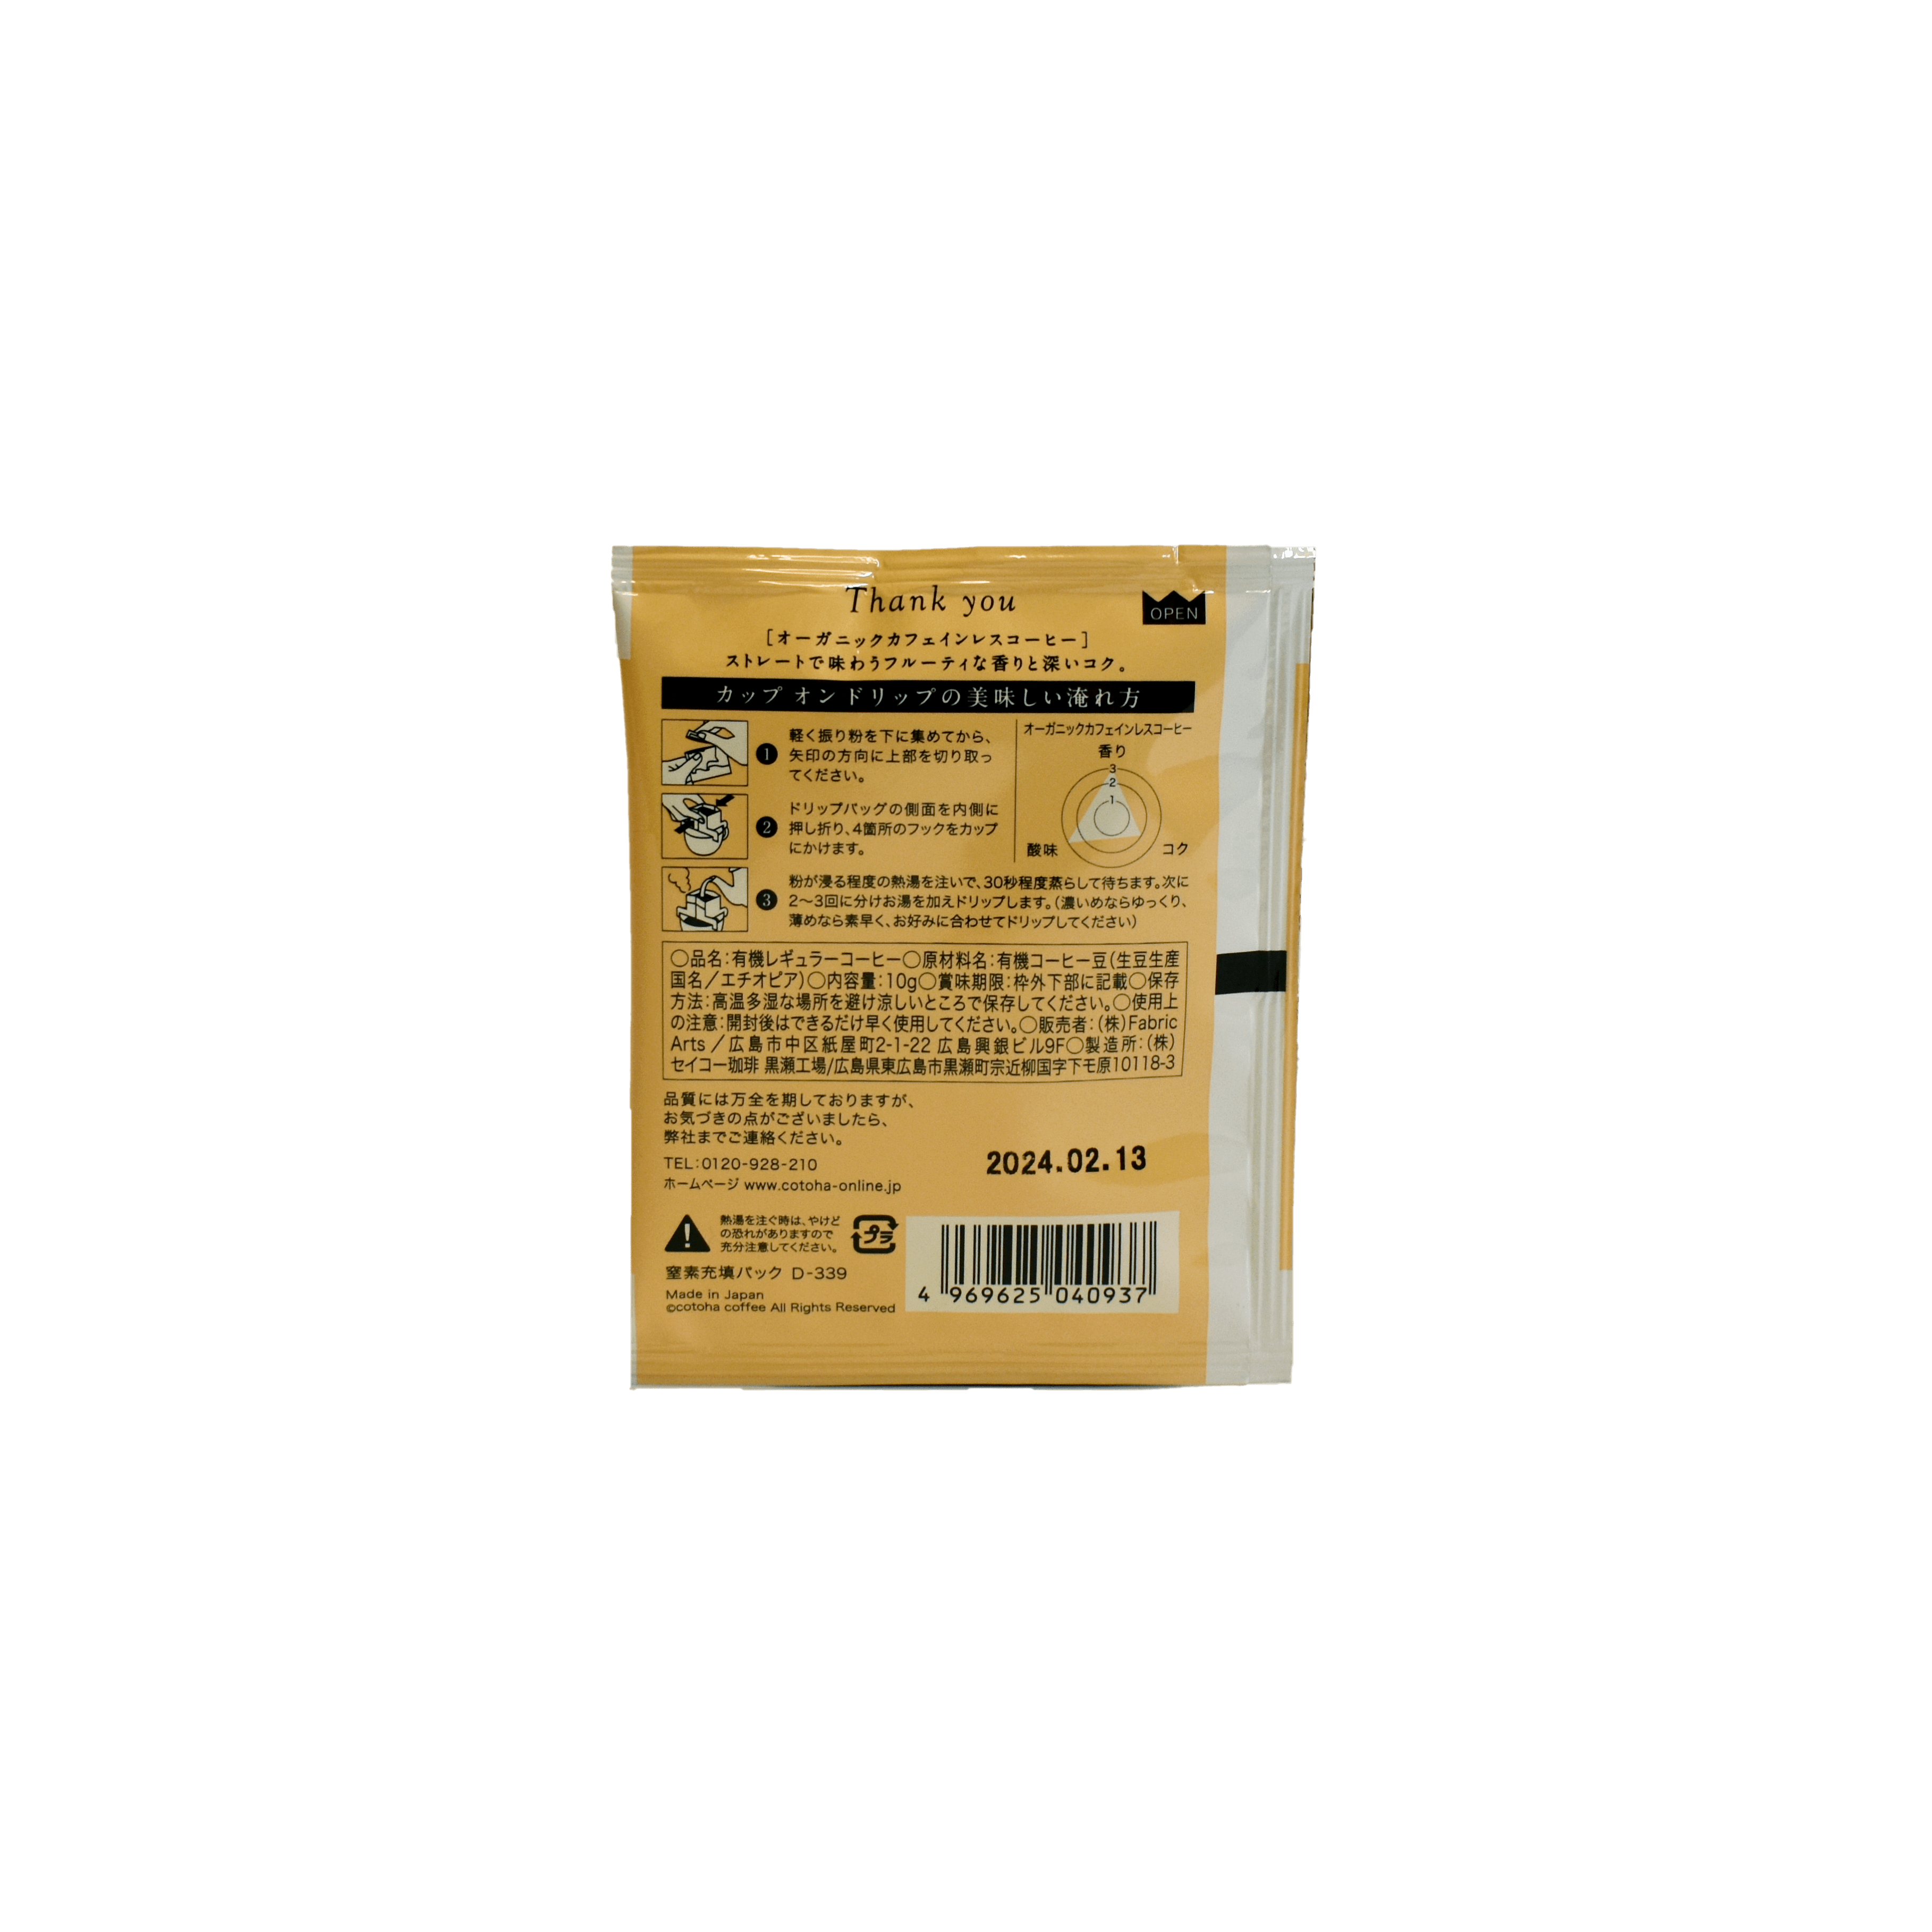 Thank you
OPEN
[オーガニックカフェインレスコーヒー]
ストレートで味わうフルーティな香りと深いコク。
カップ オン ドリップの美味しい淹れ方
1
軽く振り粉を下に集めてから、
矢印の方向に上部を切り取っ
てください。
2
ドリップバッグの側面を内側に
押し折り、4箇所のフックをカップ
にかけます。
オーガニックカフェインレスコーヒー
香り
3
2
1
酸味
コク
3
粉が浸る程度の熱湯を注いで、30秒程度蒸らして待ちます。次に
2〜3回に分けお湯を加えドリップします。(濃いめならゆっくり、
薄めなら素早く、お好みに合わせてドリップしてください)
○品名:有機レギュラーコーヒー○原材料名:有機コーヒー豆(生豆生産
国名/エチオピア)○内容量:10g○賞味期限:枠外下部に記載○保存
方法:高温多湿な場所を避け涼しいところで保存してください。○使用上
の注意:開封後はできるだけ早く使用してください。○販売者:(株)Fabric
Arts/広島市中区紙屋町2-1-22 広島興銀ビル9F○製造所:(株)
セイコー珈琲 黒瀬工場/広島県東広島市黒瀬町宗近柳国字下モ原10118-3
品質には万全を期しておりますが、
お気づきの点がございましたら、
弊社までご連絡ください。
TEL:0120-928-210
ホームページ www.cotoha-online.jp
2024.02.13
熱湯を注ぐ時は、やけど
の恐れがありますので
充分注意してください。
プラ
窒素充填パック D-339
Made in Japan
©cotoha coffee All Rights Reserved
4 969625 040937